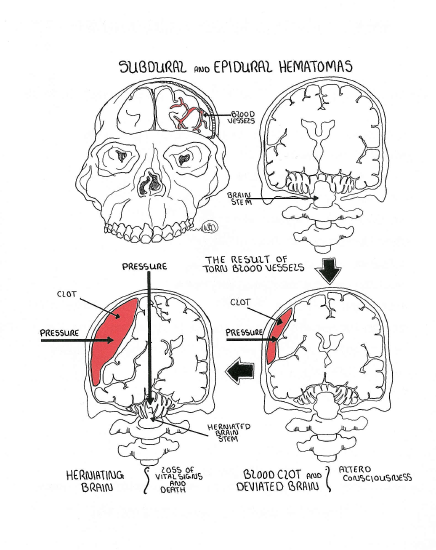 SUBDURAL AND EPIDURAL HEMATOMAS
BLOOD
VESSELS
BRAIN
STEM
THE RESULT OF
TORN BLOOD VESSELS
PRESSURE
CLOT
PRESSURE
CLOT
PRESSURE
HERNIATED
BRAIN
STEM
HERNIATING
BRAIN
LOSS OF
VITAL SIGNS
AND
DEATH
BLOOD CLOT AND
DEVIATED BRAIN
ALTERD
CONSCIOUSNESS